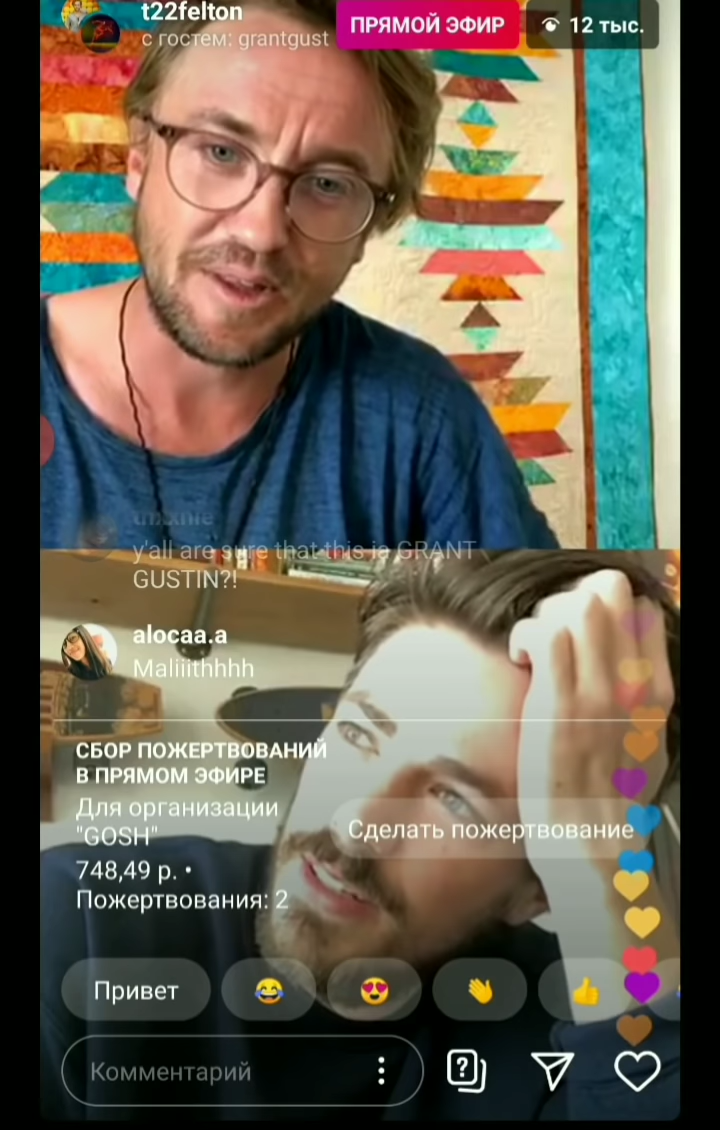 t22felton
с гостем: grantgust
ПРЯМОЙ ЭФИР
12 тыс.
y'all are sure that this is GRANT
GUSTIN?!
alocaa.a
Maliiithhhh
СБОР ПОЖЕРТВОВАНИЙ
В ПРЯМОМ ЭФИРЕ
Для организации
"GOSH"
748,49 р. •
Пожертвования: 2
Сделать пожертвование
Привет
Комментарий